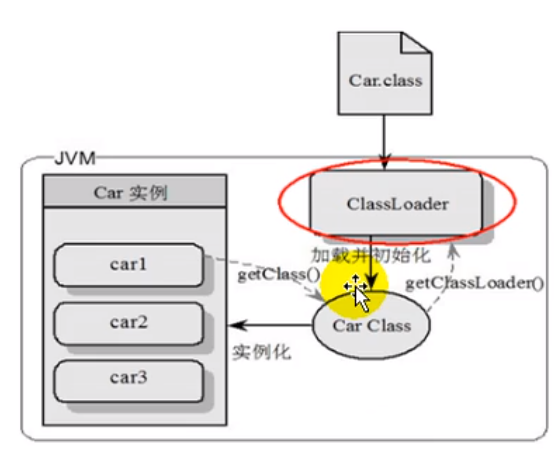 Car.class
JVM
Car 实例
ClassLoader
加载并初始化
car1
getClass()
getClassLoader()
car2
Car Class
实例化
car3